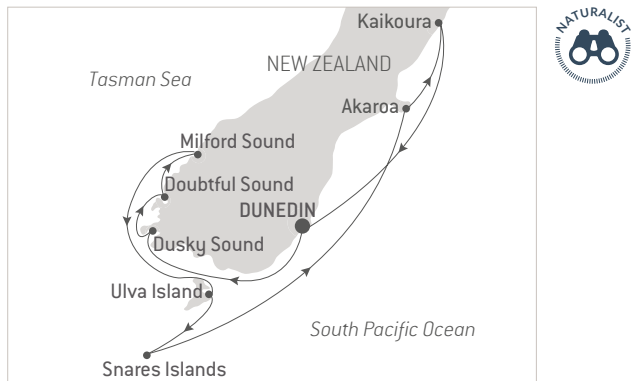 Kaikoura
NATURALIST
NEW ZEALAND
Tasman Sea
Akaroa
Milford Sound
Doubtful Sound
DUNEDIN
Dusky Sound
Ulva Island
South Pacific Ocean
Snares Islands